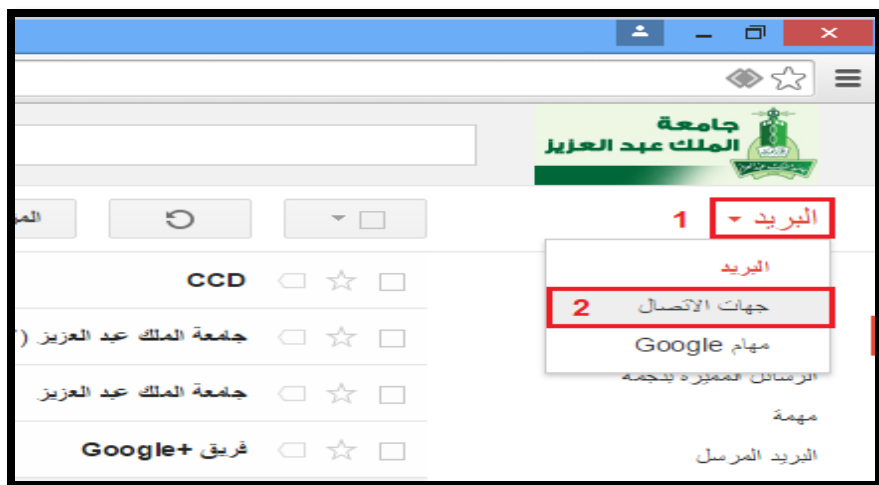 جامعة
الملك عبد العزيز
البريد 1
البريد
جهات الاتصال 2
مهام Google
الرسائل المميزة بنجمة
مهمة
البريد المرسل
CCD
جامعة الملك عبد العزيز (
جامعة الملك عبد العزيز
فريق Google+